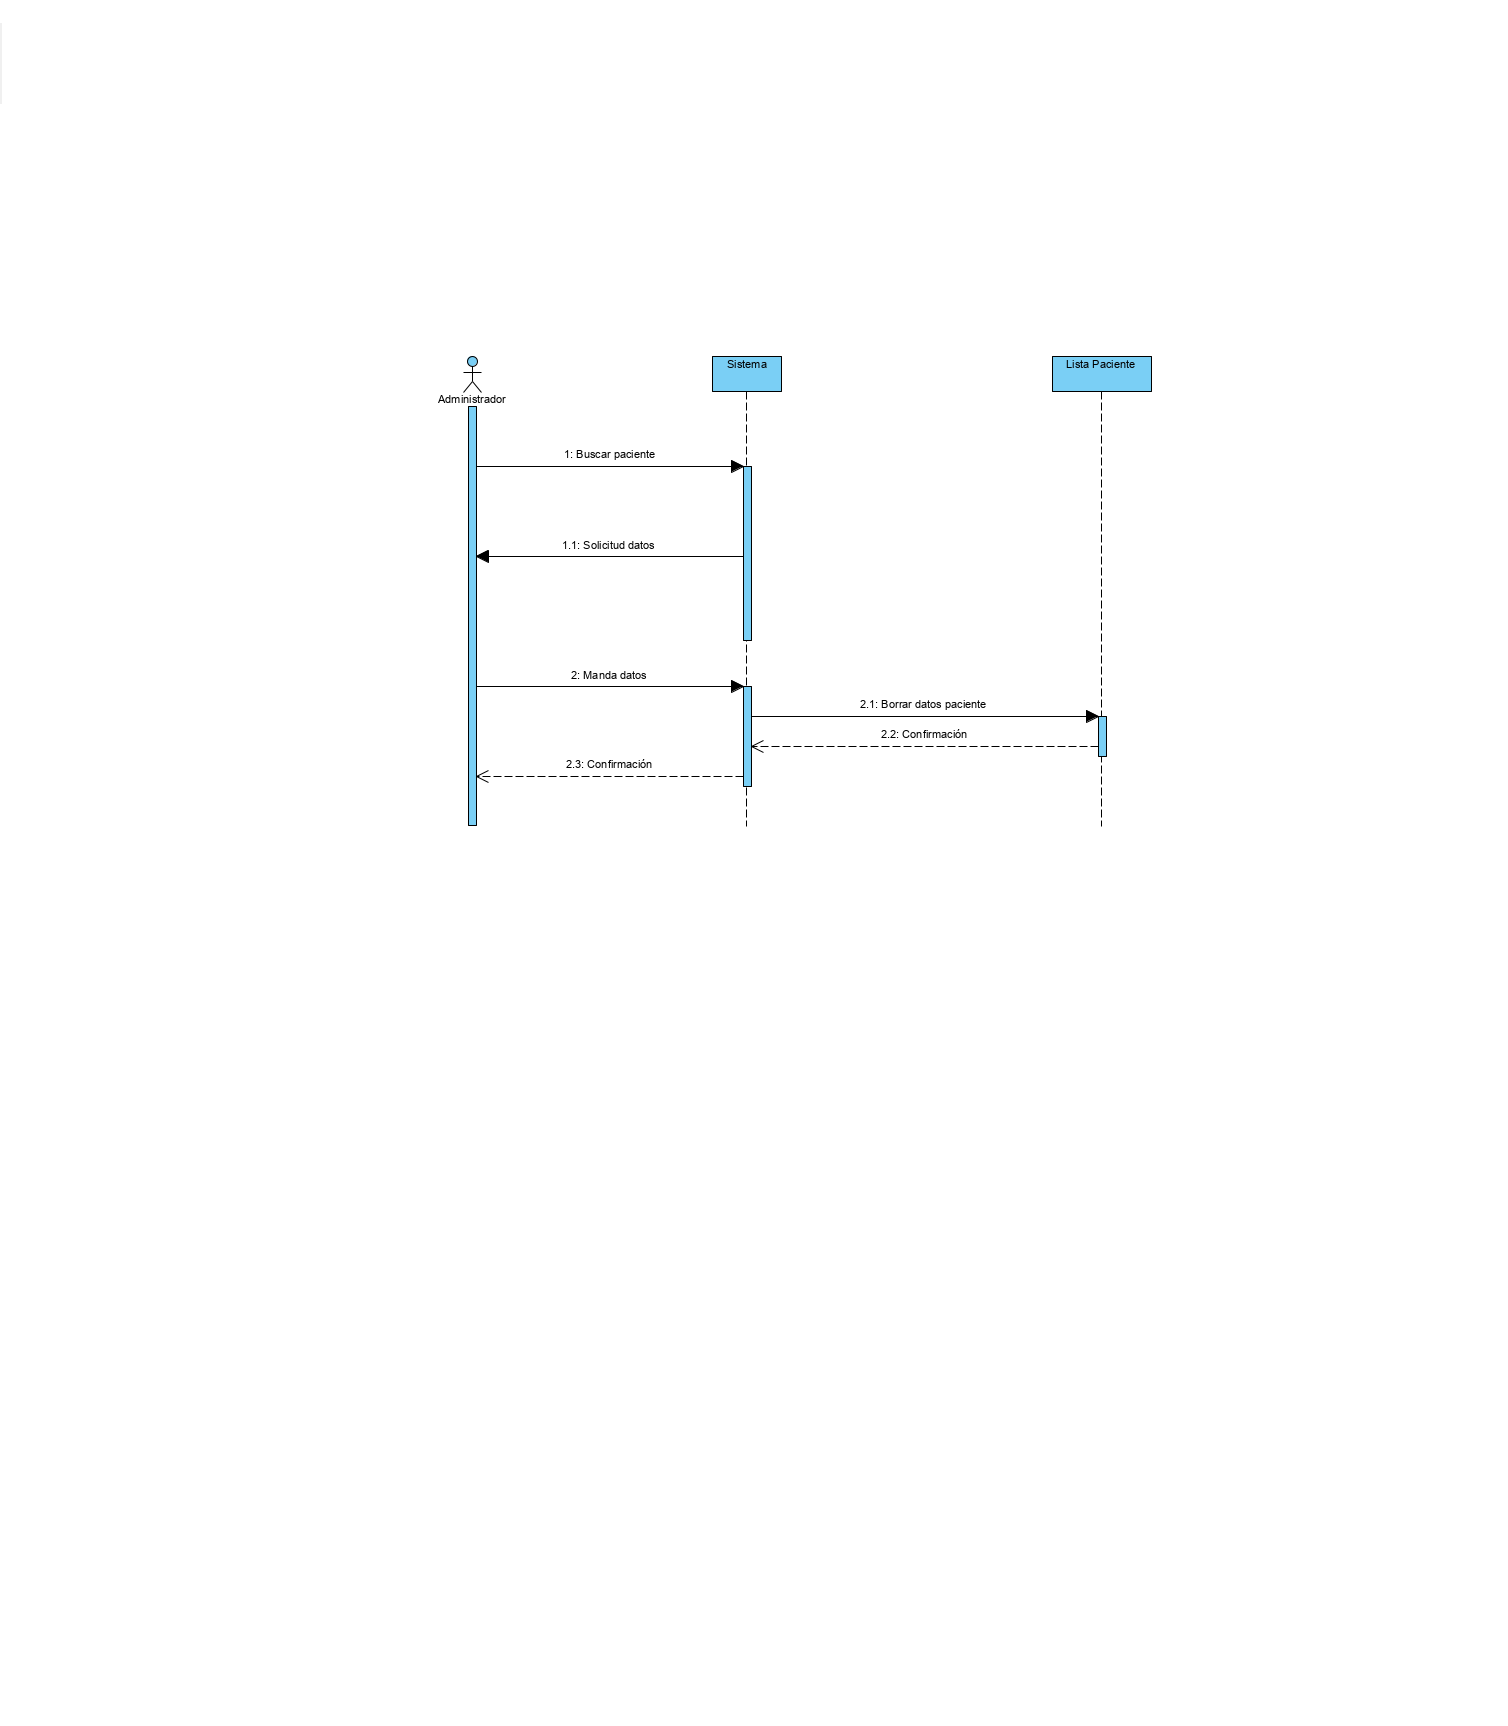 Sistema
Lista Paciente
Administrador
1: Buscar paciente
1.1: Solicitud datos
2: Manda datos
2.1: Borrar datos paciente
2.2: Confirmación
2.3: Confirmación